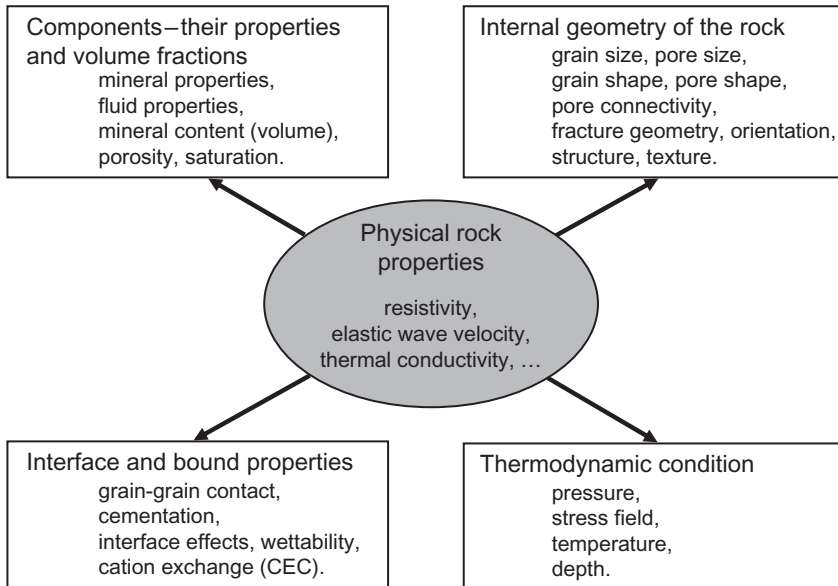 Components–their properties
and volume fractions
mineral properties,
fluid properties,
mineral content (volume),
porosity, saturation.
Internal geometry of the rock
grain size, pore size,
grain shape, pore shape,
pore connectivity,
fracture geometry, orientation,
structure, texture.
Physical rock
properties
resistivity,
elastic wave velocity,
thermal conductivity, …
Interface and bound properties
grain-grain contact,
cementation,
interface effects, wettability,
cation exchange (CEC).
Thermodynamic condition
pressure,
stress field,
temperature,
depth.